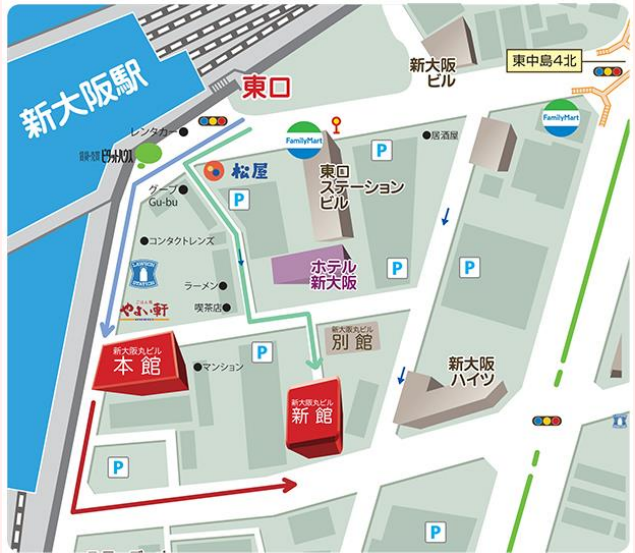 新大阪駅
東口
新大阪
ビル
東中島4北
レンタカー
FamilyMart
FamilyMart
居酒屋
P
松屋
東口
ステーション
ビル
グーブ
Gu-bu
P
コンタクトレンズ
ホテル
新大阪
P
P
LAWSON
STATION
ラーメン
やよい軒
喫茶店
新大阪丸ビル
別館
新大阪丸ビル
本館
P
マンション
新大阪
ハイツ
新大阪丸ビル
新館
P
P